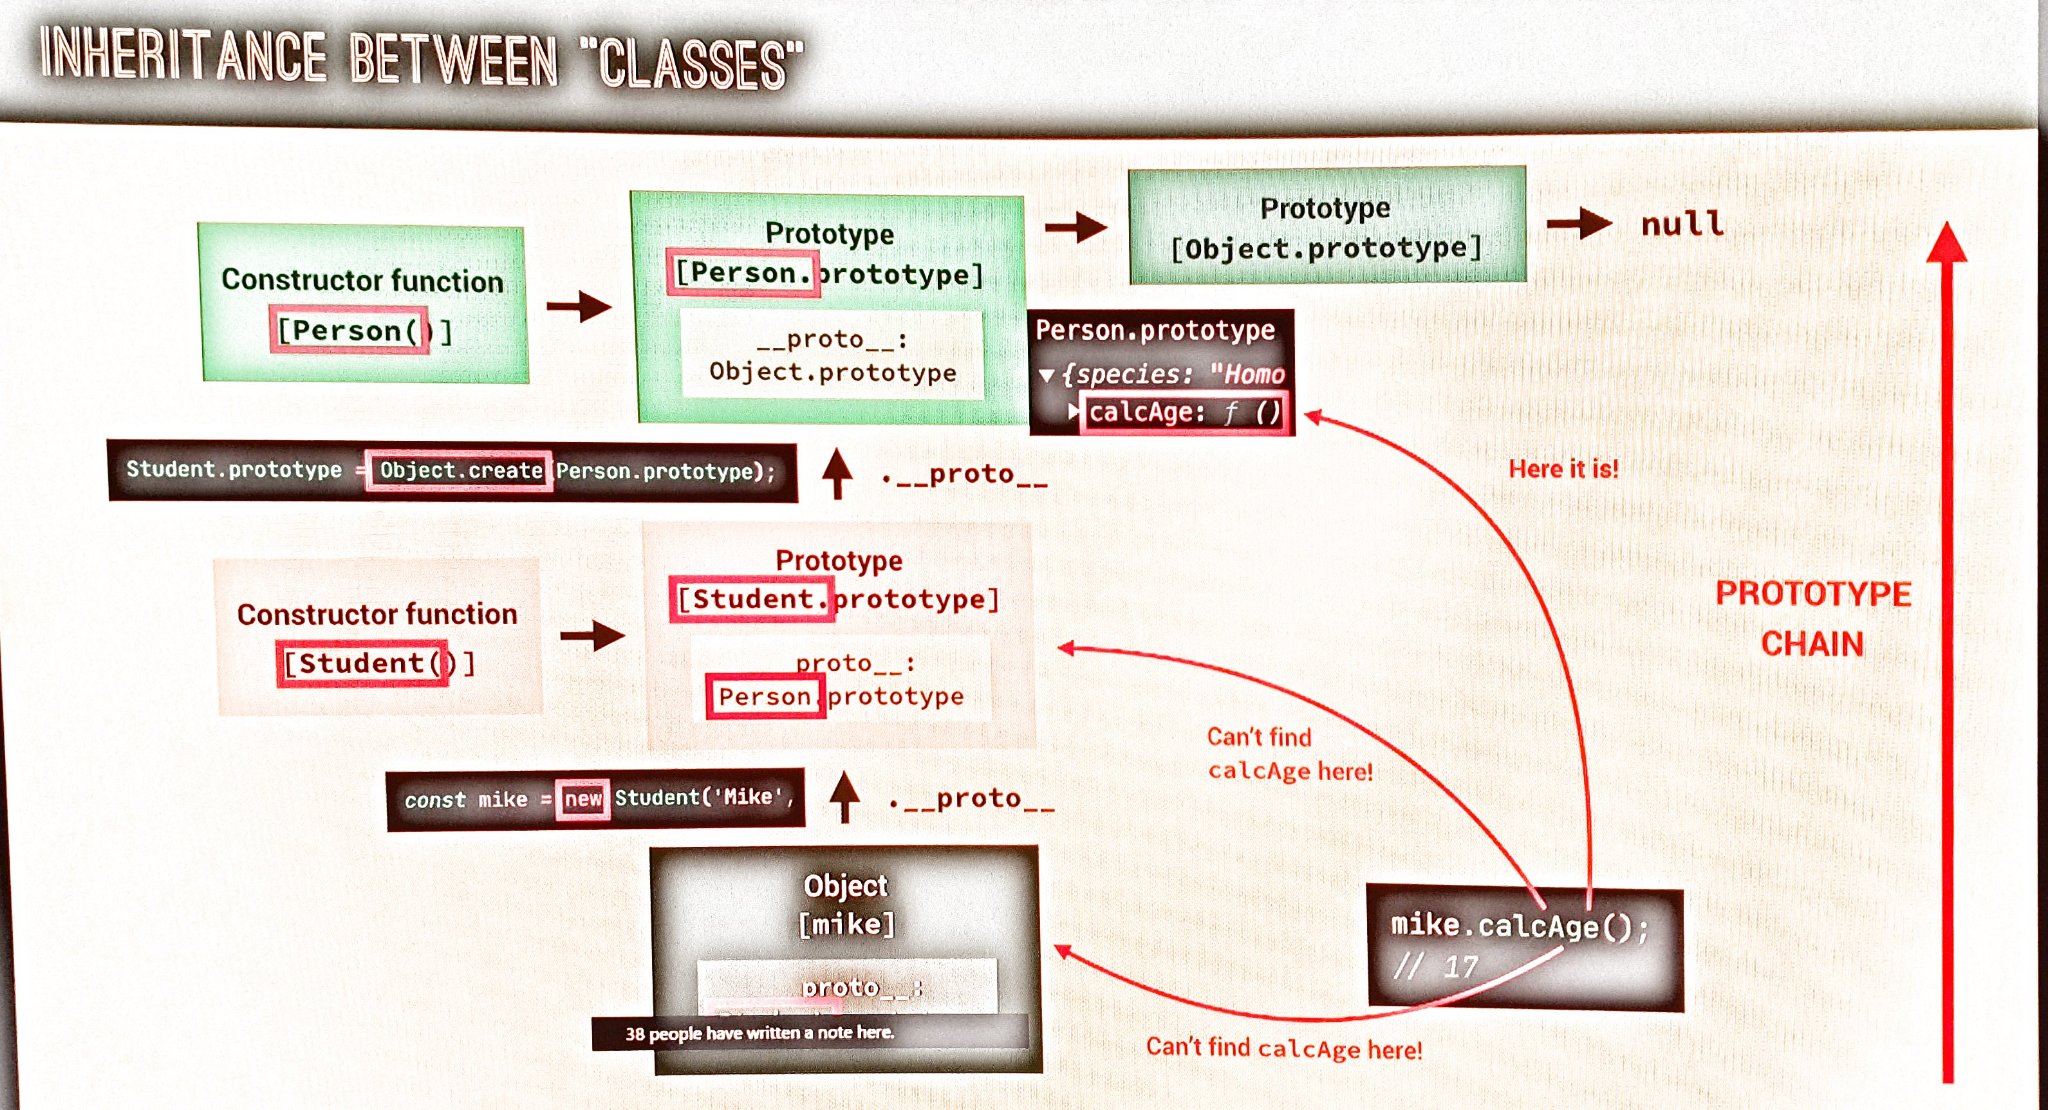 INHERITANCE BETWEEN "CLASSES"
Prototype
[Object.prototype]
null
Prototype
[Person.prototype]
__proto__:
Object.prototype
Constructor function
[Person()]
Person.prototype
▼{species: "Homo
▶calcAge: ƒ ()
Here it is!
Student.prototype = Object.create(Person.prototype);
.__proto__
Prototype
[Student.prototype]
proto__:
Person.prototype
Constructor function
[Student()]
PROTOTYPE
CHAIN
Can't find
calcAge here!
const mike = new Student('Mike',
.__proto__
Object
[mike]
proto__:
38 people have written a note here.
mike.calcAge();
// 17
Can't find calcAge here!